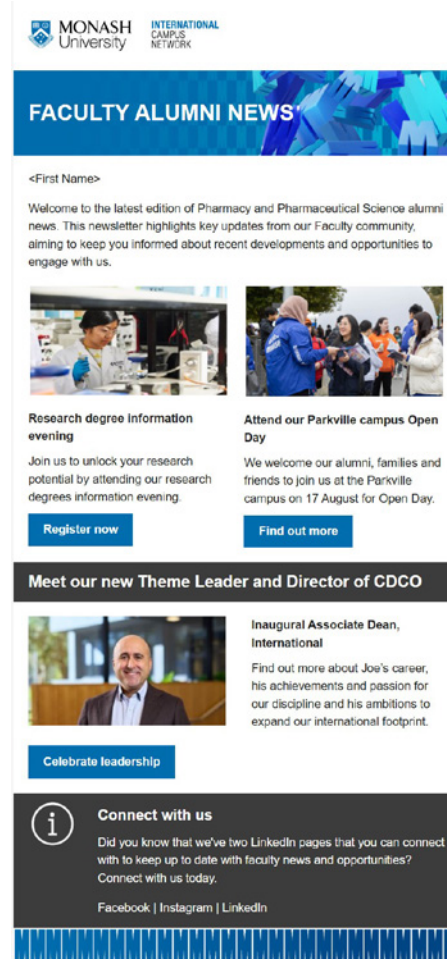 MONASH
University
INTERNATIONAL
CAMPUS
NETWORK
FACULTY ALUMNI NEWS
<First Name>
Welcome to the latest edition of Pharmacy and Pharmaceutical Science alumni
news. This newsletter highlights key updates from our Faculty community,
aiming to keep you informed about recent developments and opportunities to
engage with us.
Research degree information
evening
Join us to unlock your research
potential by attending our research
degrees information evening.
Register now
Attend our Parkville campus Open
Day
We welcome our alumni, families and
friends to join us at the Parkville
campus on 17 August for Open Day.
Find out more
Meet our new Theme Leader and Director of CDCO
Inaugural Associate Dean,
International
Find out more about Joe's career,
his achievements and passion for
our discipline and his ambitions to
expand our international footprint.
Celebrate leadership
Connect with us
Did you know that we've two LinkedIn pages that you can connect
with to keep up to date with faculty news and opportunities?
Connect with us today.
Facebook | Instagram | LinkedIn